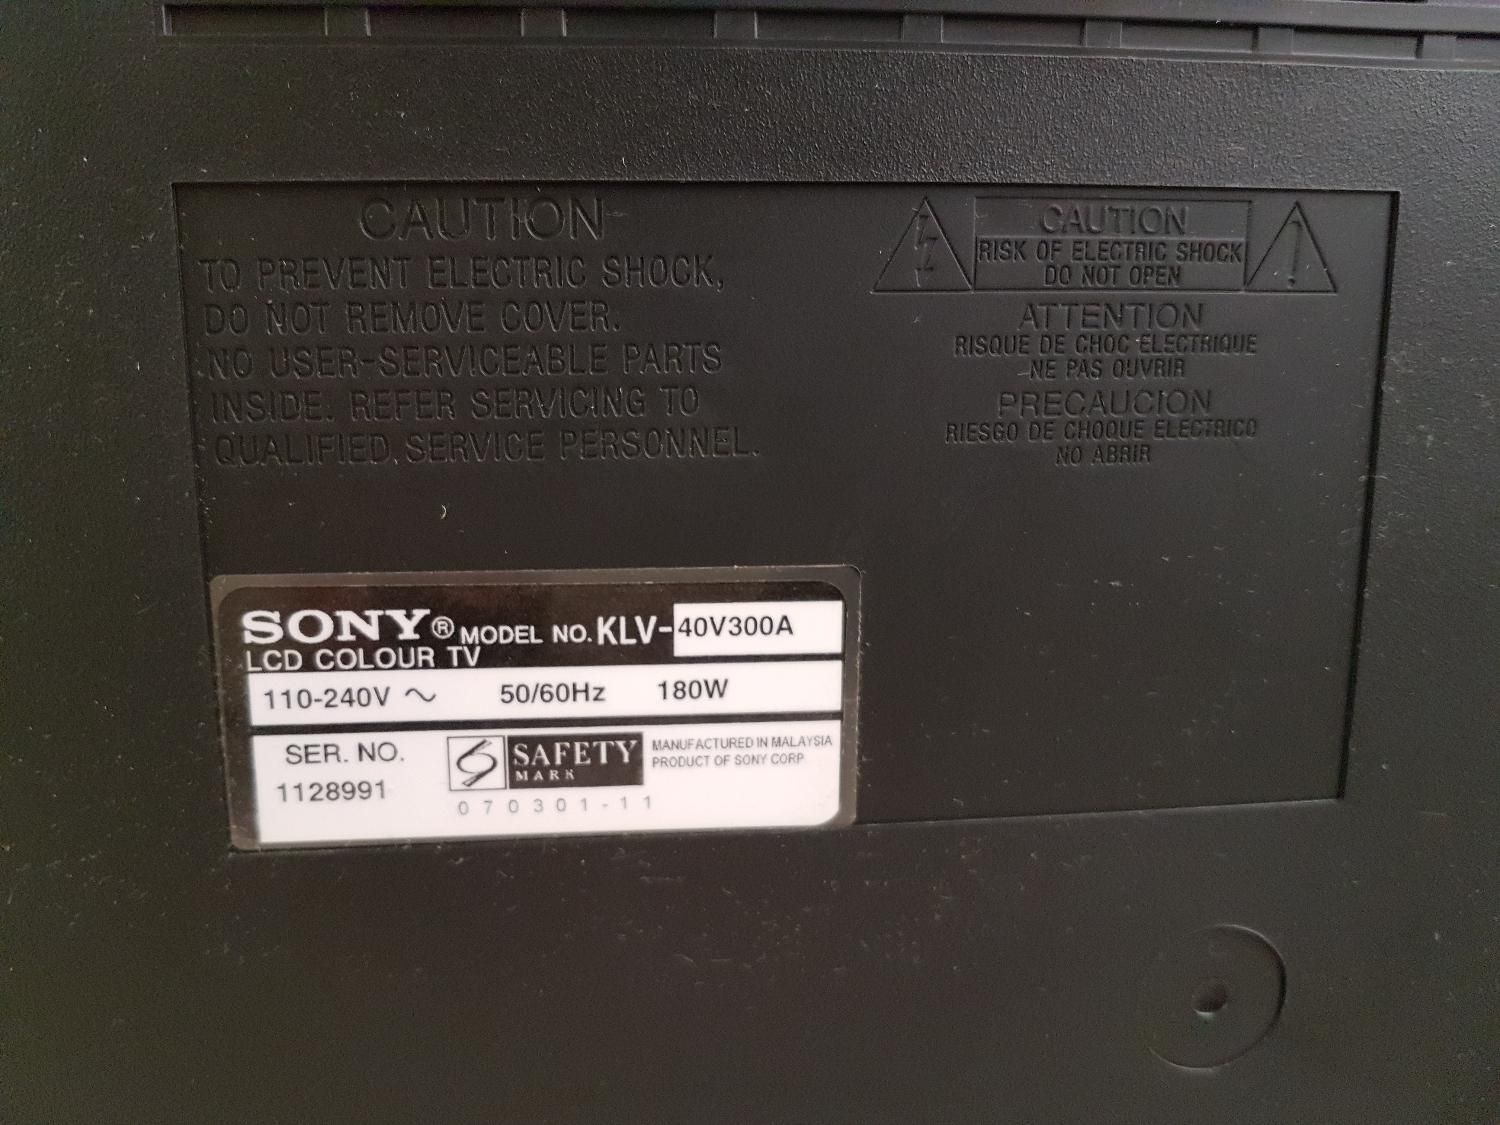 CAUTION
TO PREVENT ELECTRIC SHOCK,
DO NOT REMOVE COVER.
NO USER-SERVICEABLE PARTS
INSIDE. REFER SERVICING TO
QUALIFIED SERVICE PERSONNEL.
CAUTION
RISK OF ELECTRIC SHOCK
DO NOT OPEN
ATTENTION
RISQUE DE CHOC ELECTRIQUE
NE PAS OUVRIR
PRECAUCION
RIESGO DE CHOQUE ELECTRICO
NO ABRIR
SONY® MODEL NO. KLV-40V300A
LCD COLOUR TV
110-240V ~ 50/60Hz 180W
SER. NO.
1128991
SAFETY
MARK
070301-11
MANUFACTURED IN MALAYSIA
PRODUCT OF SONY CORP.